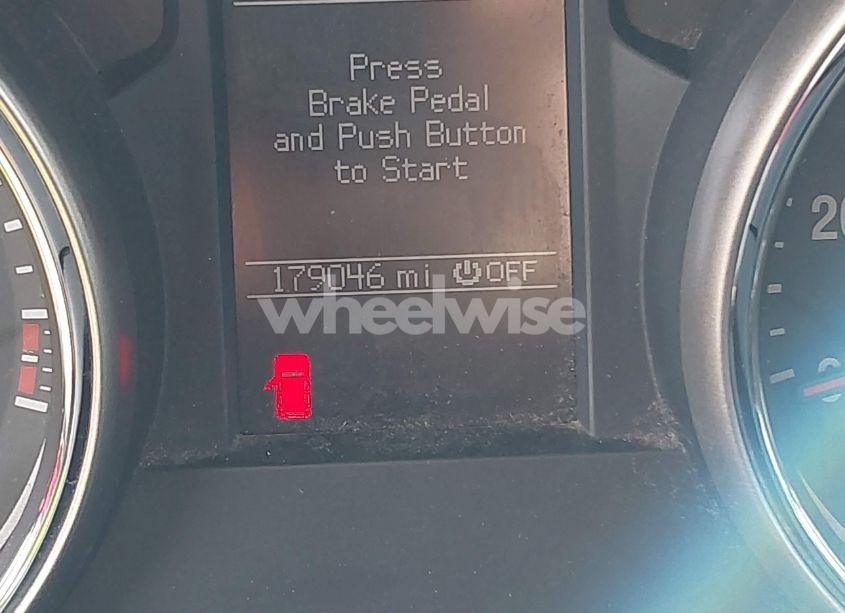 Press
Brake Pedal
and Push Button
to Start
179046 mi OFF
wheelwise